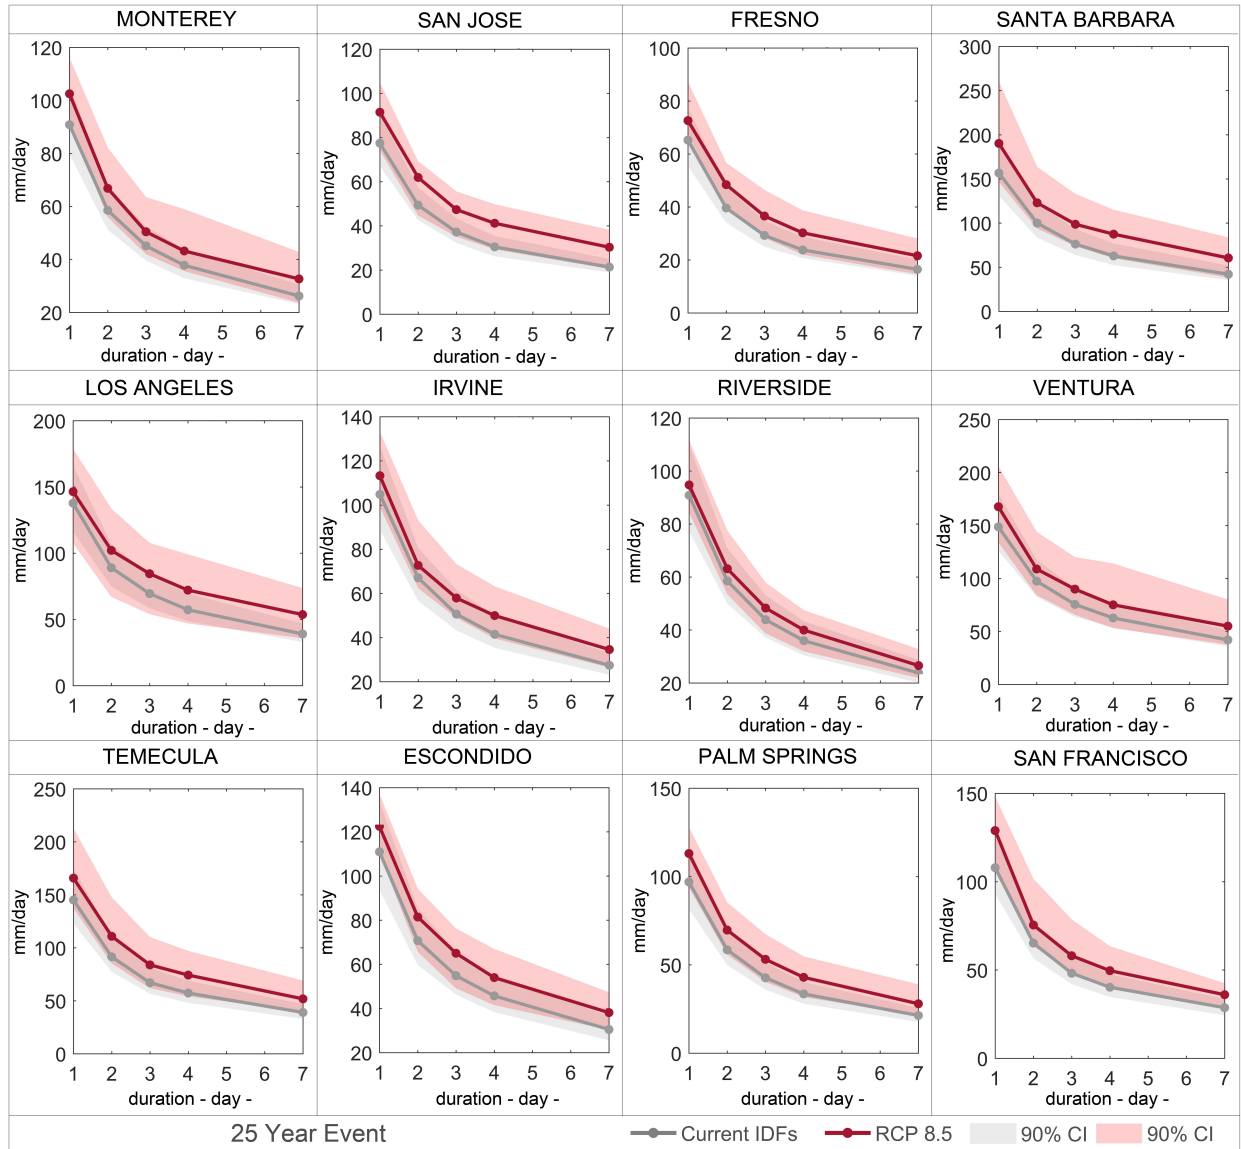 MONTEREY
SAN JOSE
FRESNO
SANTA BARBARA
120
100
80
60
40
20
mm/day
1 2 3 4 5 6 7
duration - day -
120
100
80
60
40
20
0
mm/day
1 2 3 4 5 6 7
duration - day -
100
80
60
40
20
0
mm/day
1 2 3 4 5 6 7
duration - day -
300
250
200
150
100
50
0
mm/day
1 2 3 4 5 6 7
duration - day -
LOS ANGELES
IRVINE
RIVERSIDE
VENTURA
200
150
100
50
0
mm/day
1 2 3 4 5 6 7
duration - day -
140
120
100
80
60
40
20
mm/day
1 2 3 4 5 6 7
duration - day -
120
100
80
60
40
20
mm/day
1 2 3 4 5 6 7
duration - day -
250
200
150
100
50
0
mm/day
1 2 3 4 5 6 7
duration - day -
TEMECULA
ESCONDIDO
PALM SPRINGS
SAN FRANCISCO
250
200
150
100
50
0
mm/day
1 2 3 4 5 6 7
duration - day -
140
120
100
80
60
40
20
mm/day
1 2 3 4 5 6 7
duration - day -
150
100
50
0
mm/day
1 2 3 4 5 6 7
duration - day -
150
100
50
0
mm/day
1 2 3 4 5 6 7
duration - day -
25 Year Event
Current IDFs
RCP 8.5
90% CI
90% CI